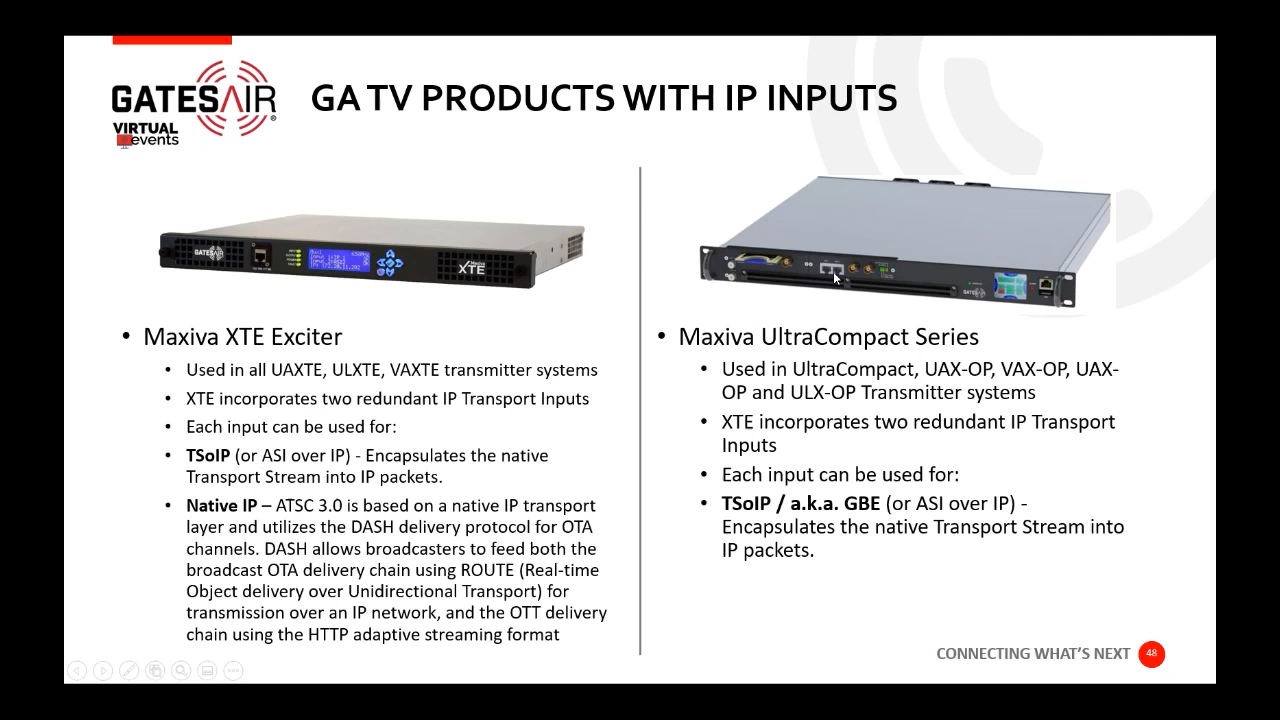 GATESAIR
®
VIRTUAL
events
GA TV PRODUCTS WITH IP INPUTS
GATESAIR
Maxiva
XTE
GATESAIR
• Maxiva XTE Exciter
• Used in all UAXTE, ULXTE, VAXTE transmitter systems
• XTE incorporates two redundant IP Transport Inputs
• Each input can be used for:
• TSoIP (or ASI over IP) - Encapsulates the native
Transport Stream into IP packets.
• Native IP – ATSC 3.0 is based on a native IP transport
layer and utilizes the DASH delivery protocol for OTA
channels. DASH allows broadcasters to feed both the
broadcast OTA delivery chain using ROUTE (Real-time
Object delivery over Unidirectional Transport) for
transmission over an IP network, and the OTT delivery
chain using the HTTP adaptive streaming format
• Maxiva UltraCompact Series
• Used in UltraCompact, UAX-OP, VAX-OP, UAX-
OP and ULX-OP Transmitter systems
• XTE incorporates two redundant IP Transport
Inputs
• Each input can be used for:
• TSoIP / a.k.a. GBE (or ASI over IP) -
Encapsulates the native Transport Stream into
IP packets.
CONNECTING WHAT'S NEXT 48